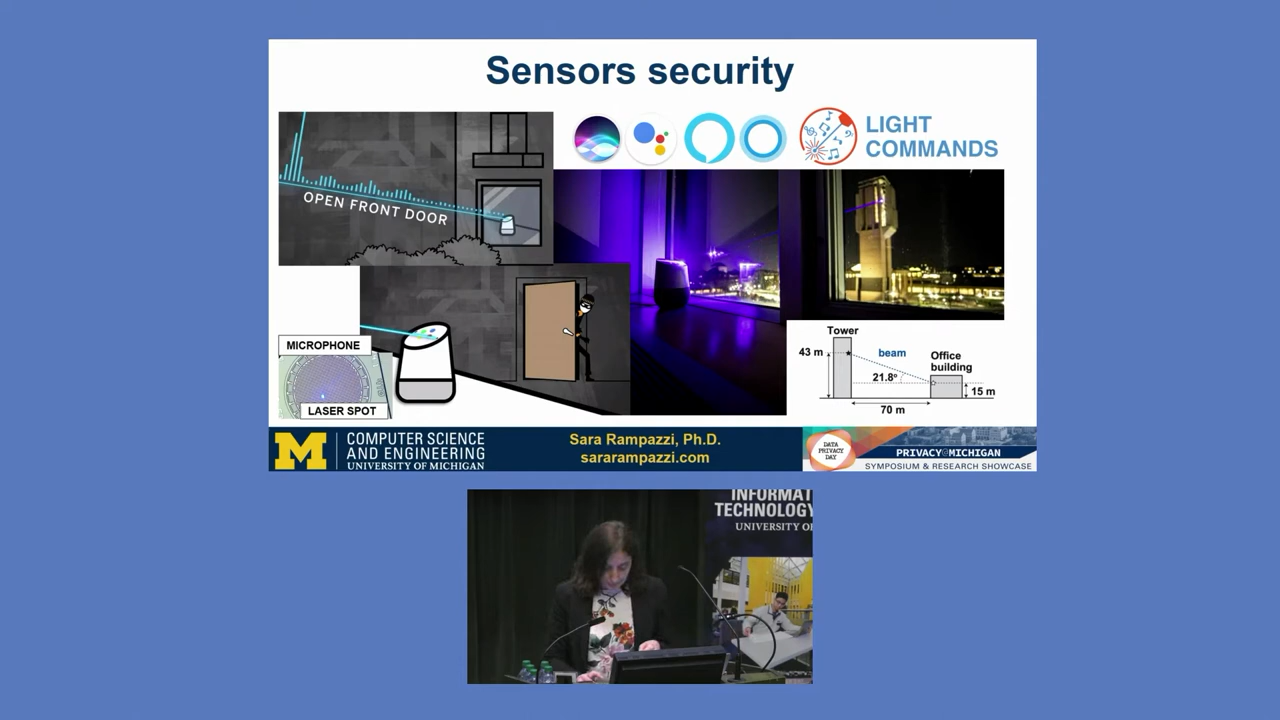 Sensors security
LIGHT
COMMANDS
OPEN FRONT DOOR
MICROPHONE
LASER SPOT
Tower
43 m
beam
21.8°
Office
building
15 m
70 m
M
COMPUTER SCIENCE
AND ENGINEERING
UNIVERSITY OF MICHIGAN
Sara Rampazzi, Ph.D.
sararampazzi.com
DATA
PRIVACY
DAY
PRIVACY@MICHIGAN
SYMPOSIUM & RESEARCH SHOWCASE
INFORMAT
TECHNOLOGY
UNIVERSITY O